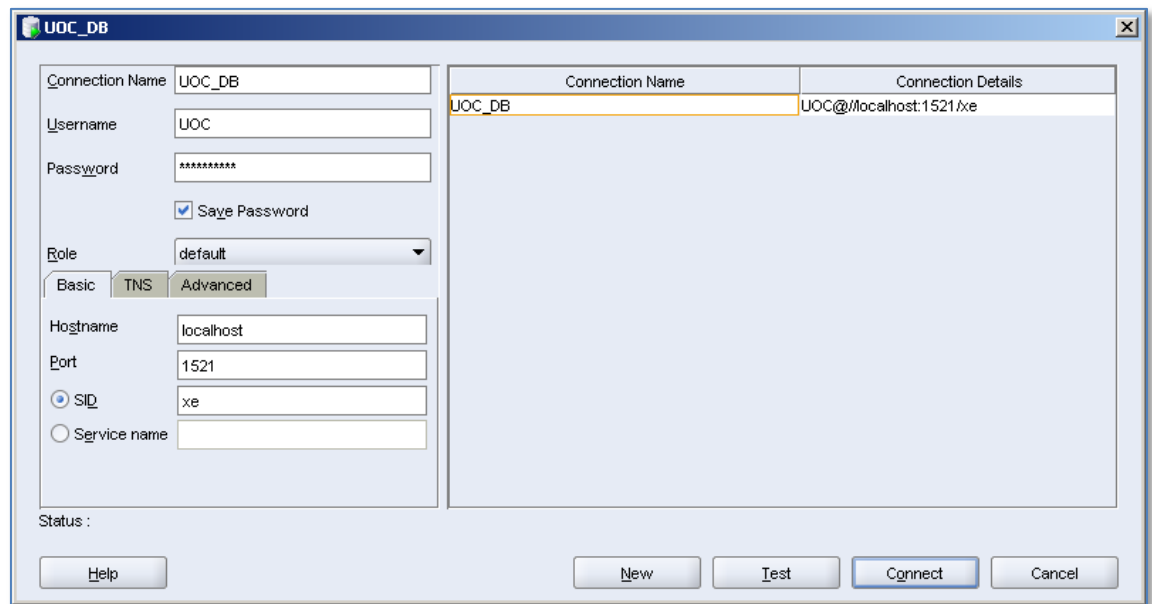 UOC_DB
Connection Name UOC_DB
Username UOC
Password **********
Save Password
Role default
Basic TNS Advanced
Hostname localhost
Port 1521
SID xe
Service name
Connection Name Connection Details
UOC_DB UOC@//localhost:1521/xe
Status :
Help New Test Connect Cancel